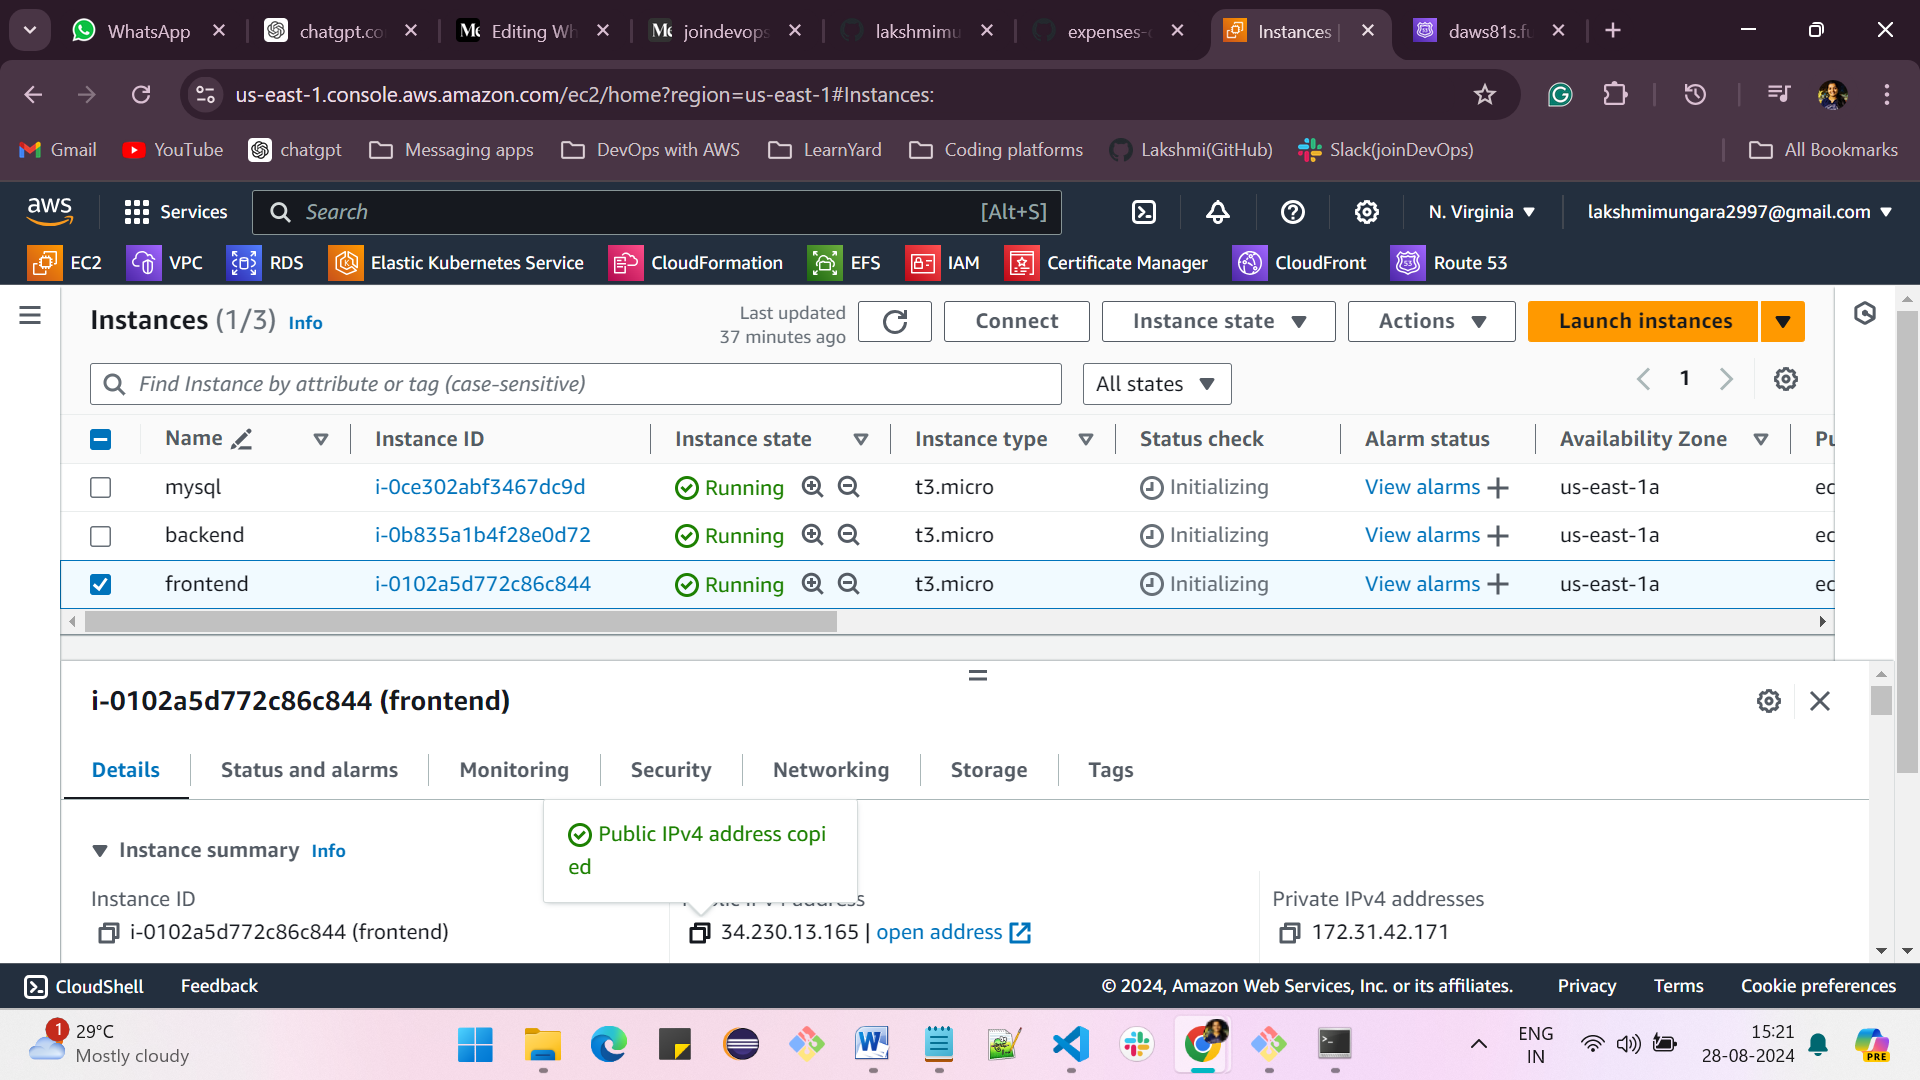 WhatsApp
chatgpt.co
Editing Wh
joindevops
lakshmimu
expenses-
Instances |
daws81s.fu
us-east-1.console.aws.amazon.com/ec2/home?region=us-east-1#Instances:
Gmail YouTube chatgpt Messaging apps DevOps with AWS LearnYard Coding platforms Lakshmi(GitHub) Slack(joinDevOps) All Bookmarks
aws Services Search [Alt+S] N. Virginia lakshmimungara2997@gmail.com
EC2 VPC RDS Elastic Kubernetes Service CloudFormation EFS IAM Certificate Manager CloudFront Route 53
Instances (1/3) Info
Last updated
37 minutes ago
Connect Instance state Actions Launch instances
Find Instance by attribute or tag (case-sensitive) All states 1
Name Instance ID Instance state Instance type Status check Alarm status Availability Zone Pu
mysql i-0ce302abf3467dc9d Running t3.micro Initializing View alarms us-east-1a ec
backend i-0b835a1b4f28e0d72 Running t3.micro Initializing View alarms us-east-1a ec
frontend i-0102a5d772c86c844 Running t3.micro Initializing View alarms us-east-1a ec
i-0102a5d772c86c844 (frontend)
Details Status and alarms Monitoring Security Networking Storage Tags
Public IPv4 address copi
ed
Instance summary Info
Instance ID
i-0102a5d772c86c844 (frontend)
34.230.13.165 | open address
Private IPv4 addresses
172.31.42.171
CloudShell Feedback © 2024, Amazon Web Services, Inc. or its affiliates. Privacy Terms Cookie preferences
1
29°C
Mostly cloudy
PRE
ENG
IN
15:21
28-08-2024